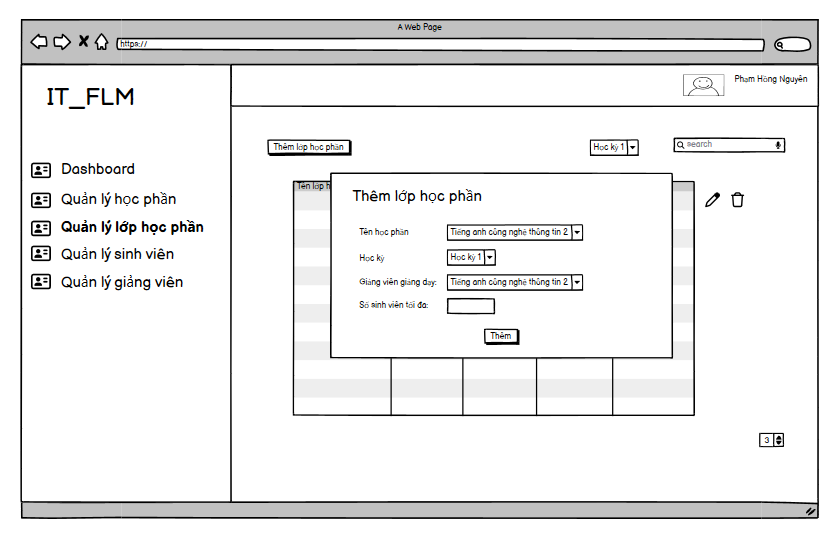 A Web Page
https://
IT_FLM
Phạm Hồng Nguyên
Thêm lớp học phần
Học kỳ 1
search
Dashboard
Quản lý học phần
Quản lý lớp học phần
Quản lý sinh viên
Quản lý giảng viên
Tên lớp h
Thêm lớp học phần
Tên học phần
Tiếng anh công nghệ thông tin 2
Học kỳ
Học kỳ 1
Giảng viên giảng dạy:
Tiếng anh công nghệ thông tin 2
Số sinh viên tối đa:
Thêm
3